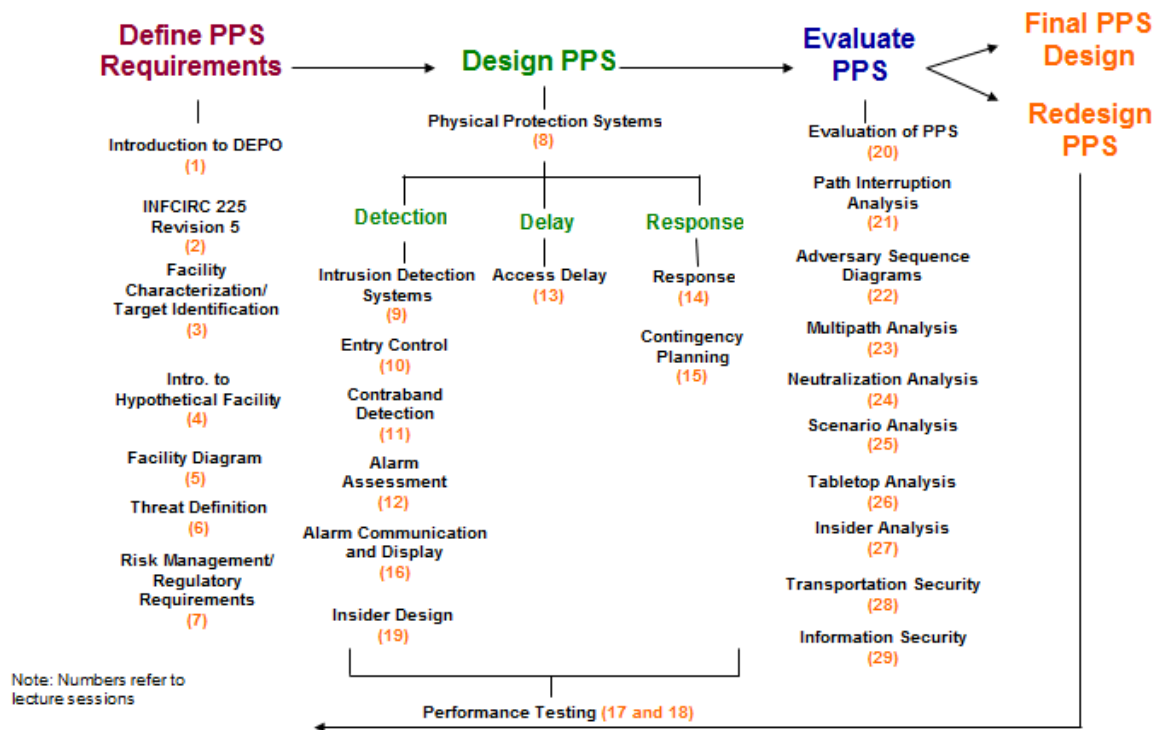 Define PPS
Requirements
Introduction to DEPO
(1)
INFCIRC 225
Revision 5
(2)
Facility
Characterization/
Target Identification
(3)
Intro. to
Hypothetical Facility
(4)
Facility Diagram
(5)
Threat Definition
(6)
Risk Management/
Regulatory
Requirements
(7)
Design PPS
Physical Protection Systems
(8)
Detection
Intrusion Detection
Systems
(9)
Entry Control
(10)
Contraband
Detection
(11)
Alarm
Assessment
(12)
Alarm Communication
and Display
(16)
Insider Design
(19)
Delay
Access Delay
(13)
Response
Response
(14)
Contingency
Planning
(15)
Performance Testing (17 and 18)
Evaluate
PPS
Evaluation of PPS
(20)
Path Interruption
Analysis
(21)
Adversary Sequence
Diagrams
(22)
Multipath Analysis
(23)
Neutralization Analysis
(24)
Scenario Analysis
(25)
Tabletop Analysis
(26)
Insider Analysis
(27)
Transportation Security
(28)
Information Security
(29)
Final PPS
Design
Redesign
PPS
Note: Numbers refer to
lecture sessions